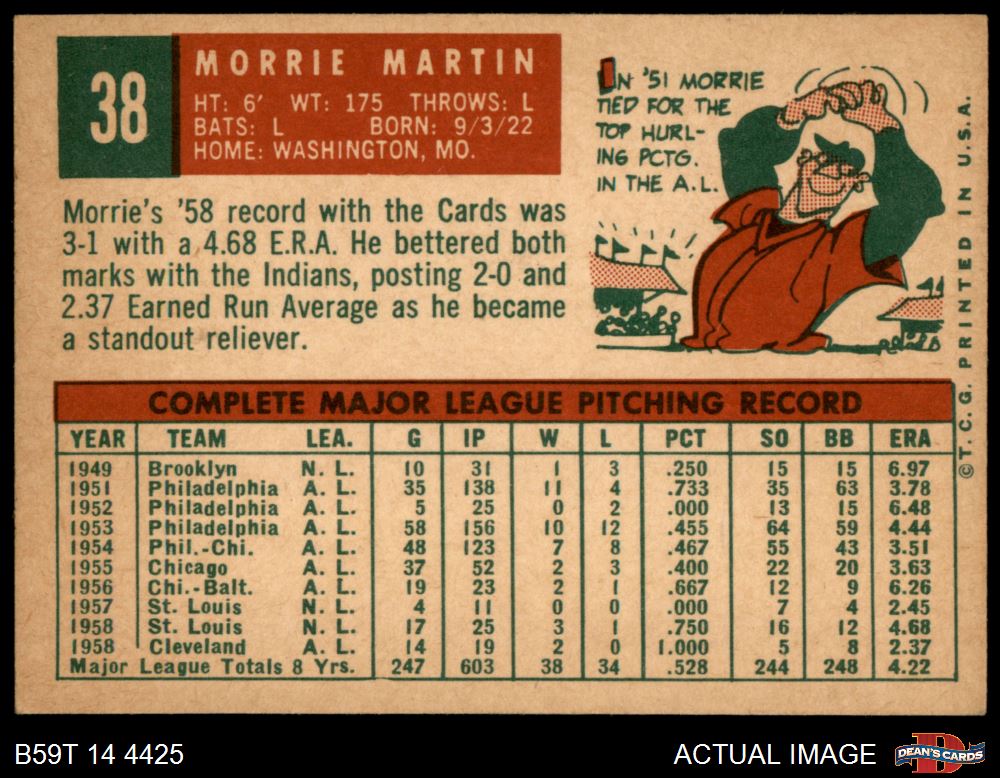 38
MORRIE MARTIN
HT: 6' WT: 175 THROWS: L
BATS: L BORN: 9/3/22
HOME: WASHINGTON, MO.
Morrie's '58 record with the Cards was
3-1 with a 4.68 E.R.A. He bettered both
marks with the Indians, posting 2-0 and
2.37 Earned Run Average as he became
a standout reliever.
IN '51 MORRIE
TIED FOR THE
TOP HURL-
ING PCTG.
IN THE A.L.
©T.C.G. PRINTED IN U.S.A.
COMPLETE MAJOR LEAGUE PITCHING RECORD
YEAR TEAM LEA. G IP W L PCT SO BB ERA
1949 Brooklyn N. L. 10 31 1 3 .250 15 15 6.97
1951 Philadelphia A. L. 35 138 11 4 .733 35 63 3.78
1952 Philadelphia A. L. 5 25 0 2 .000 13 15 6.48
1953 Philadelphia A. L. 58 156 10 12 .455 64 59 4.44
1954 Phil.-Chi. A. L. 48 123 7 8 .467 55 43 3.51
1955 Chicago A. L. 37 52 2 3 .400 22 20 3.63
1956 Chi.-Balt. A. L. 19 23 2 1 .667 12 9 6.26
1957 St. Louis N. L. 4 11 0 0 .000 7 4 2.45
1958 St. Louis N. L. 17 25 3 1 .750 16 12 4.68
1958 Cleveland A. L. 14 19 2 0 1.000 5 8 2.37
Major League Totals 8 Yrs. 247 603 38 34 .528 244 248 4.22
B59T 14 4425
ACTUAL IMAGE
D
DEAN'S CARDS